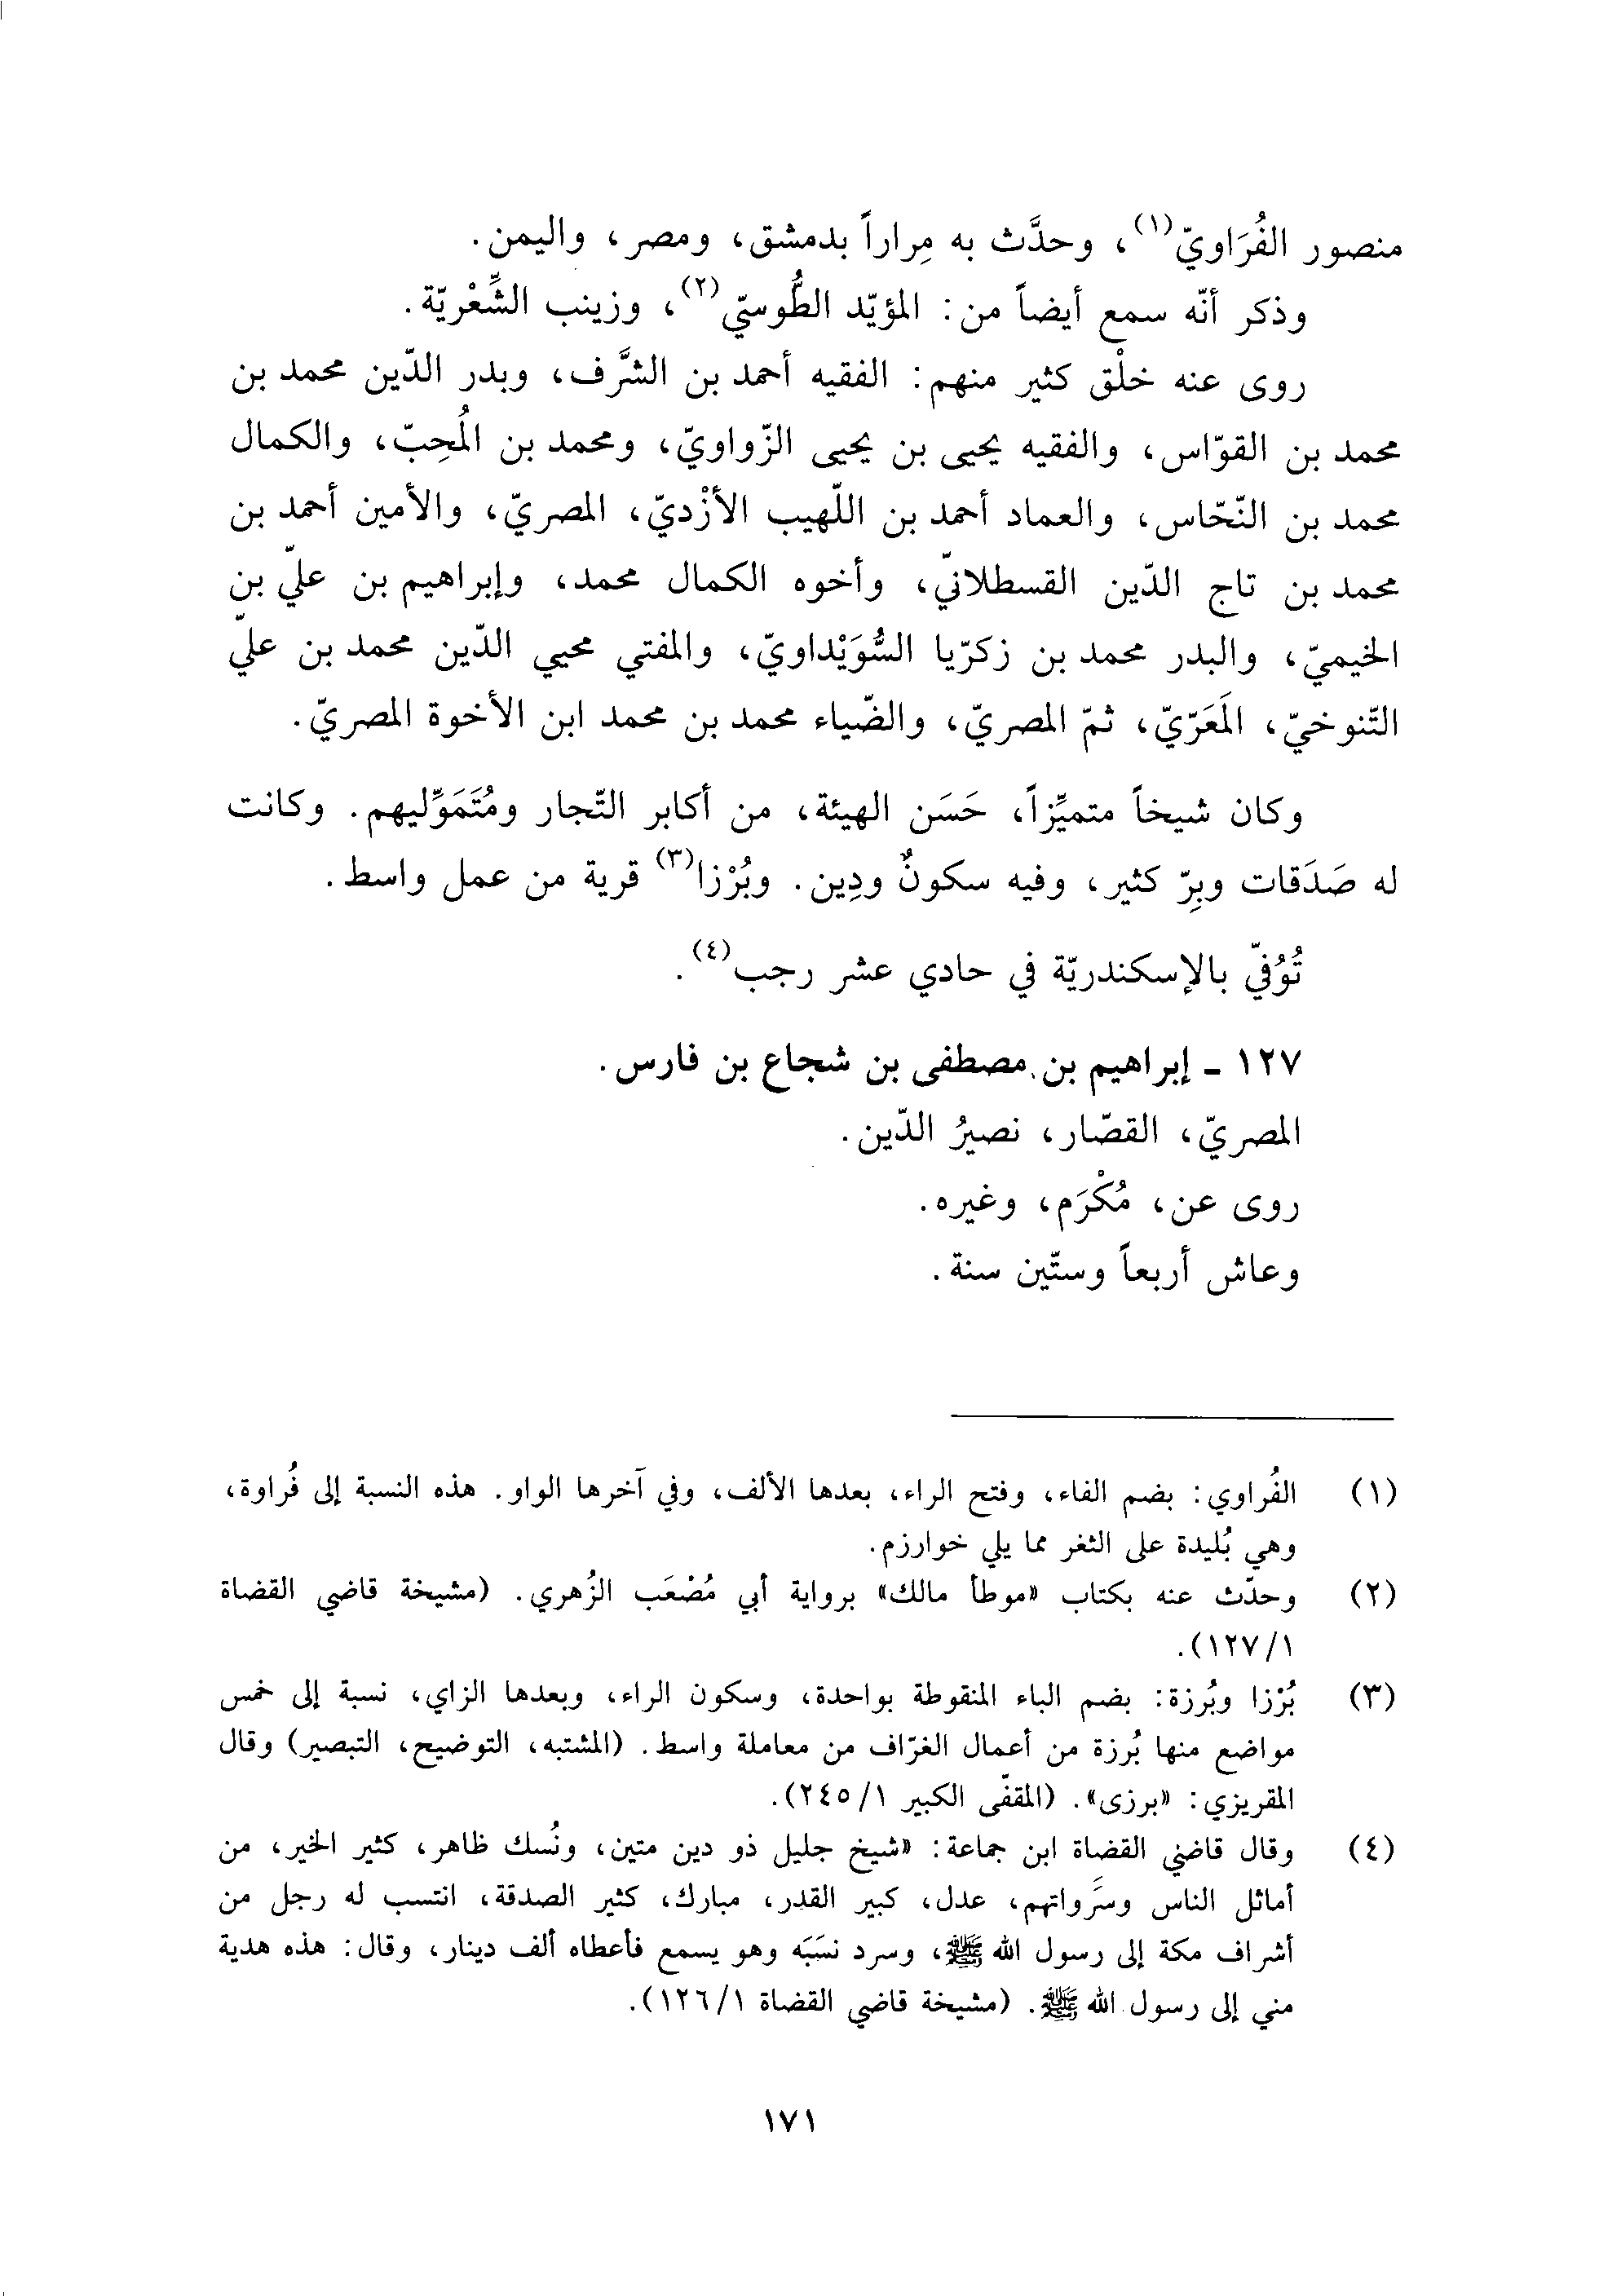 منصور الفُرَاويّ(١)، وحدَّث به مِراراً بدمشق، ومصر، واليمن.
وذكر أنّه سمع أيضاً من: المؤيّد الطُّوسيّ(٢)، وزينب الشَّعْريّة.
روى عنه خلْق كثير منهم: الفقيه أحمد بن الشَّرَف، وبدر الدّين محمد بن
محمد بن القوّاس، والفقيه يحيى بن يحيى الزّواويّ، ومحمد بن المُحِبّ، والكمال
محمد بن النّحّاس، والعماد أحمد بن اللّهيب الأزْديّ، المصريّ، والأمين أحمد بن
محمد بن تاج الدّين القسطلانيّ، وأخوه الكمال محمد، وإبراهيم بن عليّ بن
الخيميّ، والبدر محمد بن زكرّيا السُّوَيْداويّ، والمفتي محيي الدّين محمد بن عليّ
التّنوخيّ، المَعَرّيّ، ثمّ المصريّ، والضّياء محمد بن محمد ابن الأخوة المصريّ.
وكان شيخاً متميِّزاً، حَسَن الهيئة، من أكابر التّجار ومُتَمَوِّليهم. وكانت
له صَدَقات وبِرّ كثير، وفيه سكونٌ ودِين. وبُرْزا(٣) قرية من عمل واسط.
تُوُفيّ بالإسكندريّة في حادي عشر رجب(٤).
١٢٧ ـ إبراهيم بن مصطفى بن شجاع بن فارس.
المصريّ، القصّار، نصيرُ الدّين.
روى عن، مُكْرَم، وغيره.
وعاش أربعاً وستّين سنة.
(١) الفُراوي: بضم الفاء، وفتح الراء، بعدها الألف، وفي آخرها الواو. هذه النسبة إلى فُراوة،
وهي بُليدة على الثغر مما يلي خوارزم.
(٢) وحدّث عنه بكتاب «موطأ مالك» برواية أبي مُصْعَب الزُهري. (مشيخة قاضي القضاة
١/ ١٢٧).
(٣) بُرْزا وبُرزة: بضم الباء المنقوطة بواحدة، وسكون الراء، وبعدها الزاي، نسبة إلى خمس
مواضع منها بُرزة من أعمال الغرّاف من معاملة واسط. (المشتبه، التوضيح، التبصير) وقال
المقريزي: «برزى». (المقفّى الكبير ١/ ٢٤٥).
(٤) وقال قاضي القضاة ابن جماعة: «شيخ جليل ذو دين متين، ونُسك ظاهر، كثير الخير، من
أماثل الناس وسَرواتهم، عدل، كبير القدر، مبارك، كثير الصدقة، انتسب له رجل من
أشراف مكة إلى رسول الله ﷺ، وسرد نسَبَه وهو يسمع فأعطاه ألف دينار، وقال: هذه هدية
مني إلى رسول الله ﷺ. (مشيخة قاضي القضاة ١/ ١٢٦).
١٧١